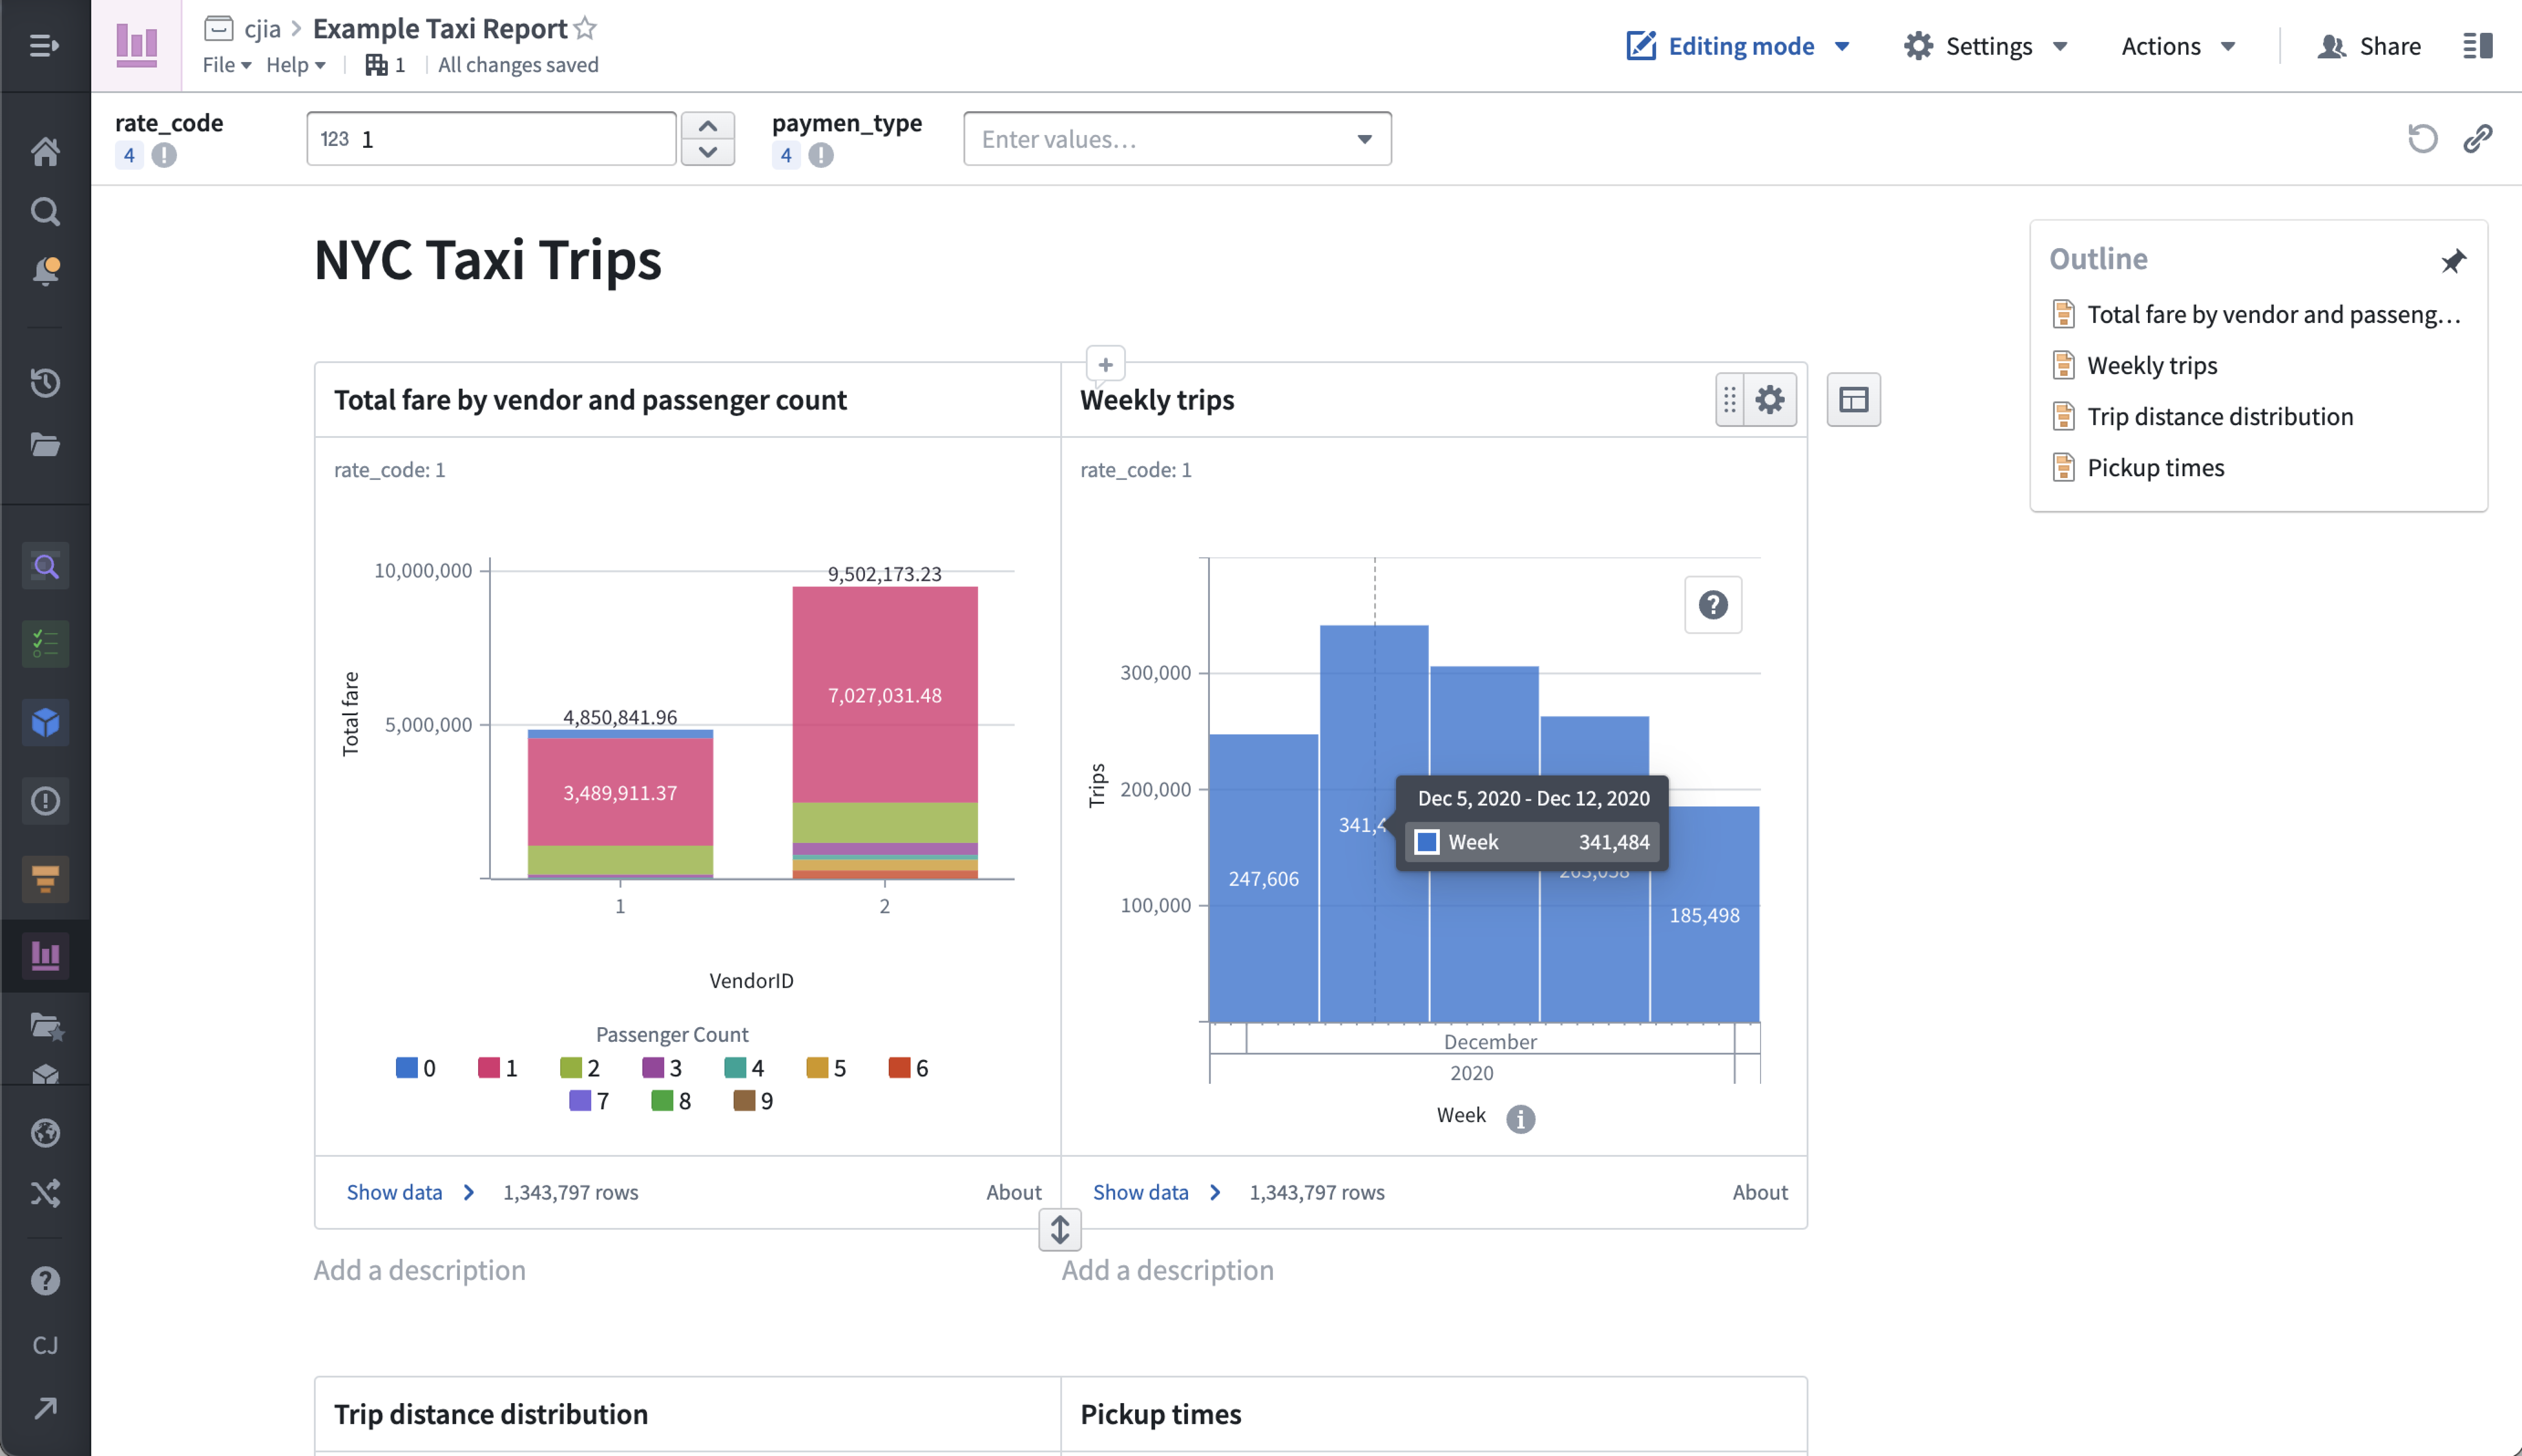 cjia > Example Taxi Report
File Help 1 All changes saved
Editing mode Settings Actions Share
rate_code
4
123 1
paymen_type
4
Enter values…
NYC Taxi Trips
Outline
Total fare by vendor and passeng…
Weekly trips
Trip distance distribution
Pickup times
Total fare by vendor and passenger count
rate_code: 1
10,000,000
5,000,000
Total fare
4,850,841.96
3,489,911.37
9,502,173.23
7,027,031.48
1 2
VendorID
Passenger Count
0 1 2 3 4 5 6
7 8 9
Show data 1,343,797 rows About
Add a description
+
Weekly trips
rate_code: 1
?
300,000
200,000
100,000
Trips
247,606
341,4
Dec 5, 2020 - Dec 12, 2020
Week 341,484
185,498
December
2020
Week
Show data 1,343,797 rows About
Add a description
Trip distance distribution
Pickup times
CJ